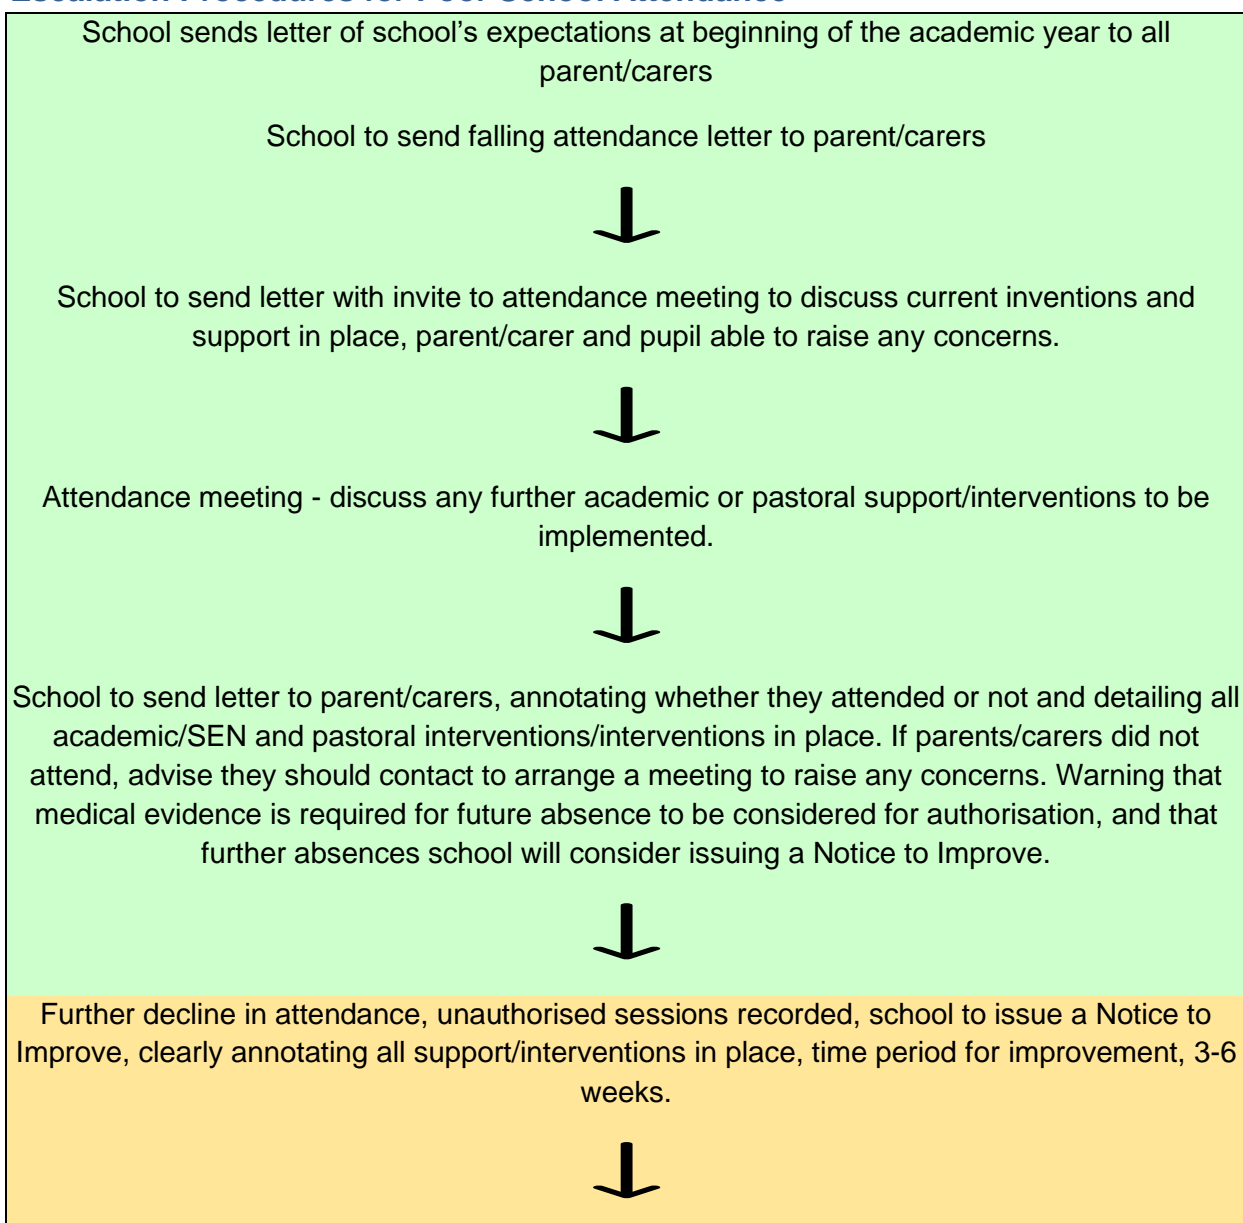 Escalation Procedures for Poor School Attendance
School sends letter of school's expectations at beginning of the academic year to all
parent/carers
School to send falling attendance letter to parent/carers
School to send letter with invite to attendance meeting to discuss current inventions and
support in place, parent/carer and pupil able to raise any concerns.
Attendance meeting - discuss any further academic or pastoral support/interventions to be
implemented.
School to send letter to parent/carers, annotating whether they attended or not and detailing all
academic/SEN and pastoral interventions/interventions in place. If parents/carers did not
attend, advise they should contact to arrange a meeting to raise any concerns. Warning that
medical evidence is required for future absence to be considered for authorisation, and that
further absences school will consider issuing a Notice to Improve.
Further decline in attendance, unauthorised sessions recorded, school to issue a Notice to
Improve, clearly annotating all support/interventions in place, time period for improvement, 3-6
weeks.